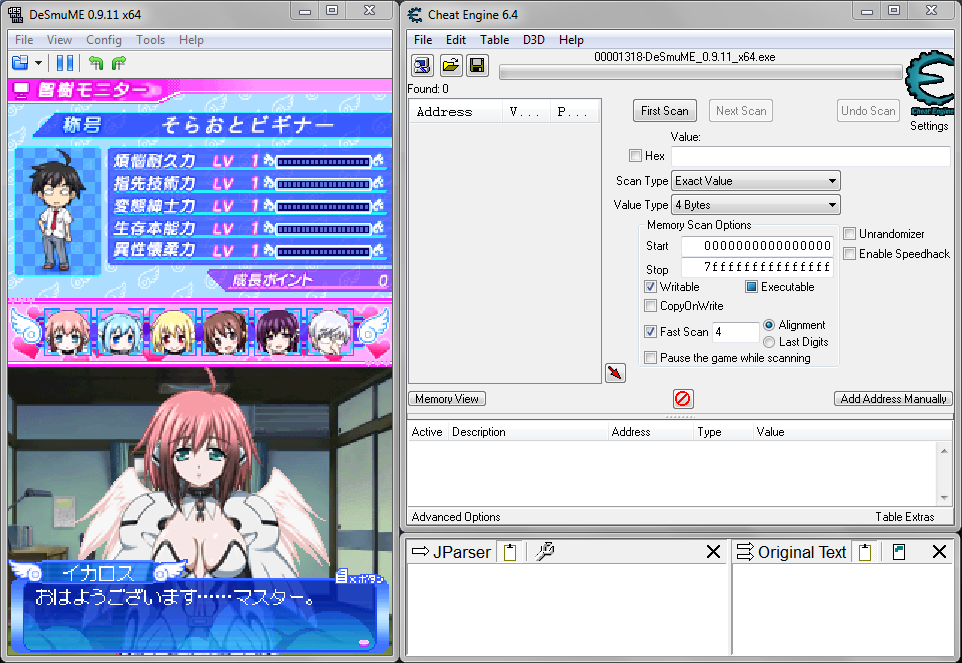 DeSmuME 0.9.11 x64
File View Config Tools Help
智樹モニター
称号 そらおとビギナー
煩悩耐久力 LV 1
指先技術力 LV 1
変態紳士力 LV 1
生存本能力 LV 1
異性懐柔力 LV 1
成長ポイント 0
イカロス
×ボタン
おはようございます……マスター。
Cheat Engine 6.4
File Edit Table D3D Help
00001318-DeSmuME_0.9.11_x64.exe
Found: 0
Address V... P...
First Scan Next Scan Undo Scan
Cheat Engine
Settings
Value:
Hex
Scan Type Exact Value
Value Type 4 Bytes
Memory Scan Options
Start 0000000000000000
Stop 7fffffffffffffff
Writable Executable
CopyOnWrite
Fast Scan 4 Alignment
Last Digits
Pause the game while scanning
Unrandomizer
Enable Speedhack
Memory View Add Address Manually
Active Description Address Type Value
Advanced Options Table Extras
JParser
Original Text